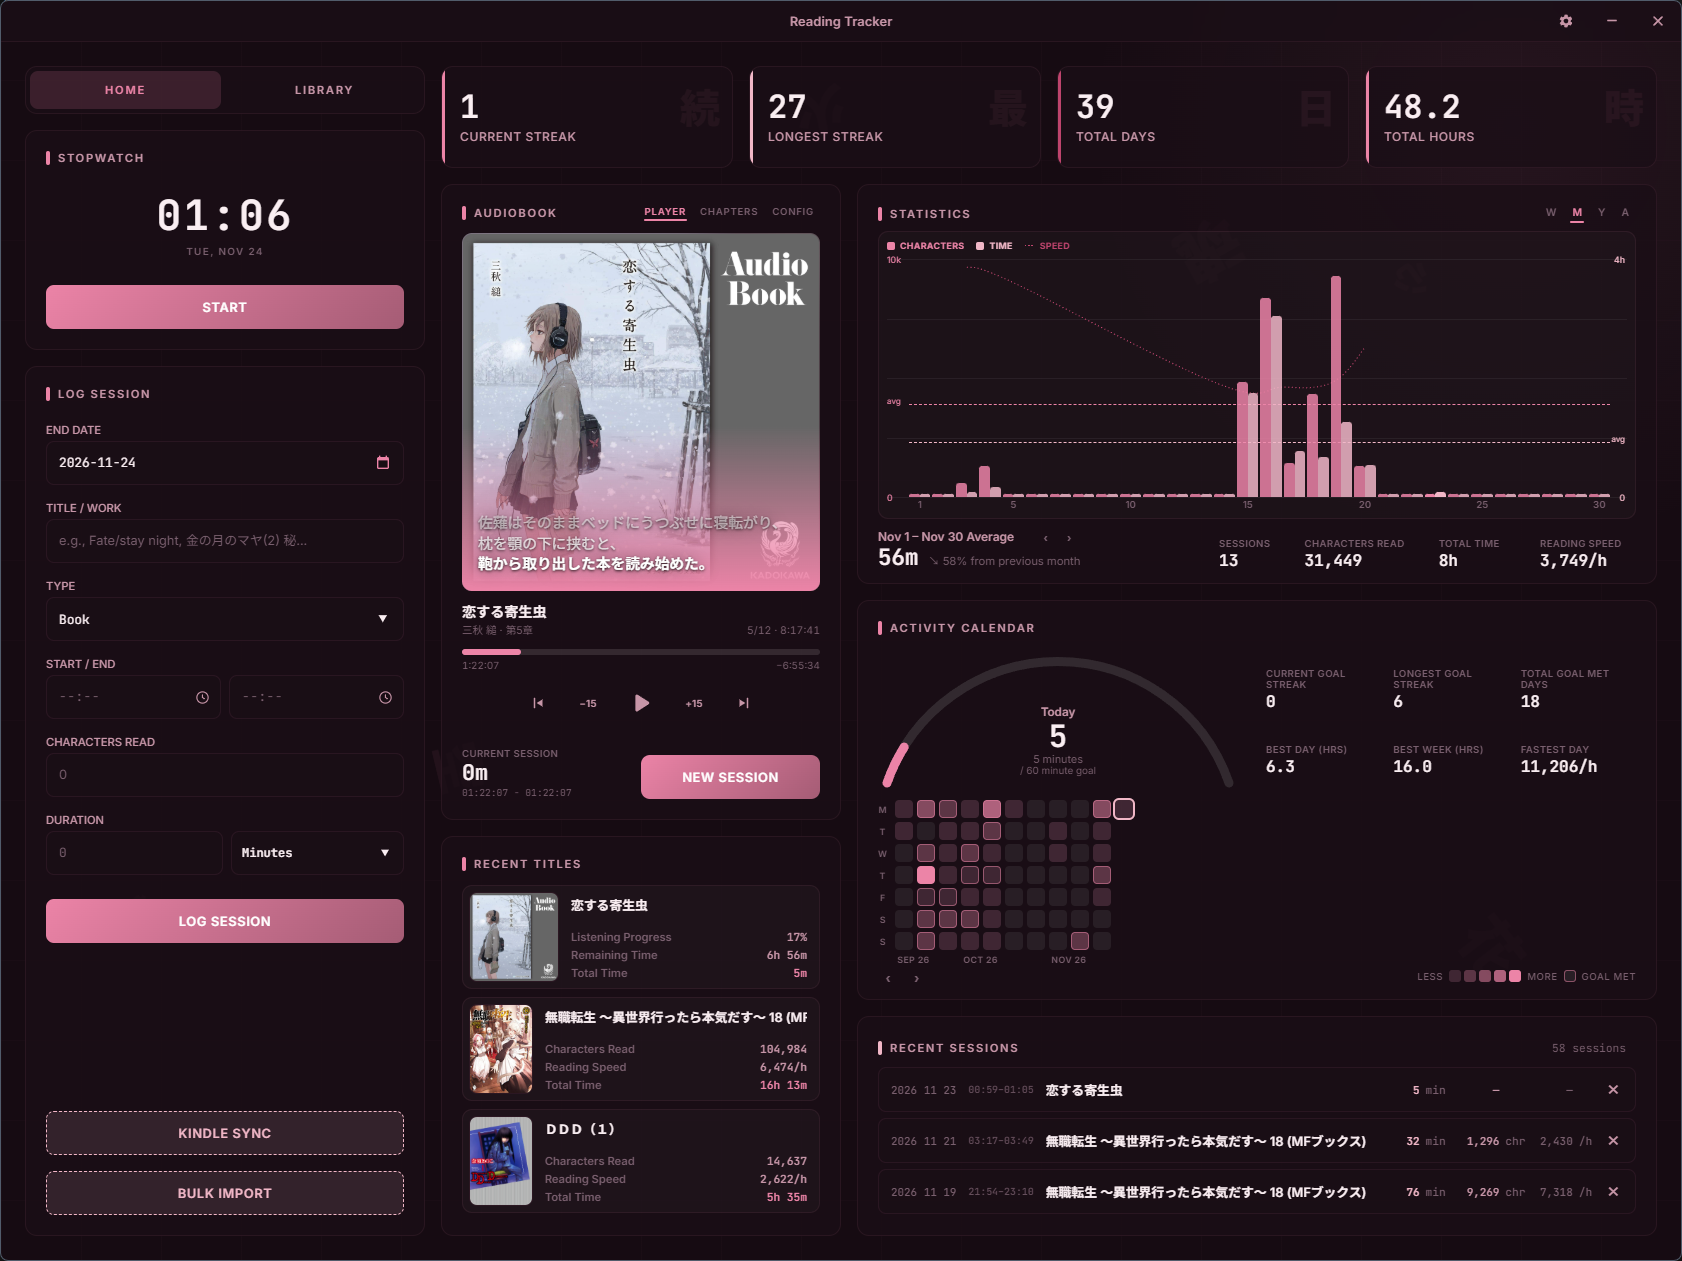 Reading Tracker
HOME
LIBRARY
STOPWATCH
01:06
TUE, NOV 24
START
LOG SESSION
END DATE
2026-11-24
TITLE / WORK
e.g., Fate/stay night, 金の月のマヤ(2) 秘...
TYPE
Book
START / END
--:-- --:--
CHARACTERS READ
0
DURATION
0 Minutes
LOG SESSION
KINDLE SYNC
BULK IMPORT
1
CURRENT STREAK
続
27
LONGEST STREAK
最
39
TOTAL DAYS
日
48.2
TOTAL HOURS
時
AUDIOBOOK
PLAYER CHAPTERS CONFIG
三秋 縋
恋する寄生虫
Audio
Book
佐薙はそのままベッドにうつぶせに寝転がり、
枕を顎の下に挟むと、
鞄から取り出した本を読み始めた。
KADOKAWA
恋する寄生虫
三秋 縋 · 第5章 5/12 · 8:17:41
1:22:07 −6:55:34
−15 +15
CURRENT SESSION
0m
01:22:07 - 01:22:07
NEW SESSION
RECENT TITLES
Audio
Book
恋する寄生虫
Listening Progress 17%
Remaining Time 6h 56m
Total Time 5m
無職転生 ～異世界行ったら本気だす～ 18 (MF
Characters Read 104,984
Reading Speed 6,474/h
Total Time 16h 13m
DDD（1）
Characters Read 14,637
Reading Speed 2,622/h
Total Time 5h 35m
STATISTICS
W M Y A
CHARACTERS TIME SPEED
10k 4h
avg
avg
0 0
1 5 10 15 20 25 30
Nov 1 – Nov 30 Average ‹ ›
56m ↘ 58% from previous month
SESSIONS
13
CHARACTERS READ
31,449
TOTAL TIME
8h
READING SPEED
3,749/h
ACTIVITY CALENDAR
Today
5
5 minutes
/ 60 minute goal
CURRENT GOAL STREAK
0
LONGEST GOAL STREAK
6
TOTAL GOAL MET DAYS
18
BEST DAY (HRS)
6.3
BEST WEEK (HRS)
16.0
FASTEST DAY
11,206/h
M
T
W
T
F
S
S
SEP 26 OCT 26 NOV 26
‹ ›
LESS MORE GOAL MET
RECENT SESSIONS
58 sessions
2026 11 23 00:59–01:05 恋する寄生虫 5 min – – ✕
2026 11 21 03:17–03:49 無職転生 ～異世界行ったら本気だす～ 18 (MFブックス) 32 min 1,296 chr 2,430 /h ✕
2026 11 19 21:54–23:10 無職転生 ～異世界行ったら本気だす～ 18 (MFブックス) 76 min 9,269 chr 7,318 /h ✕